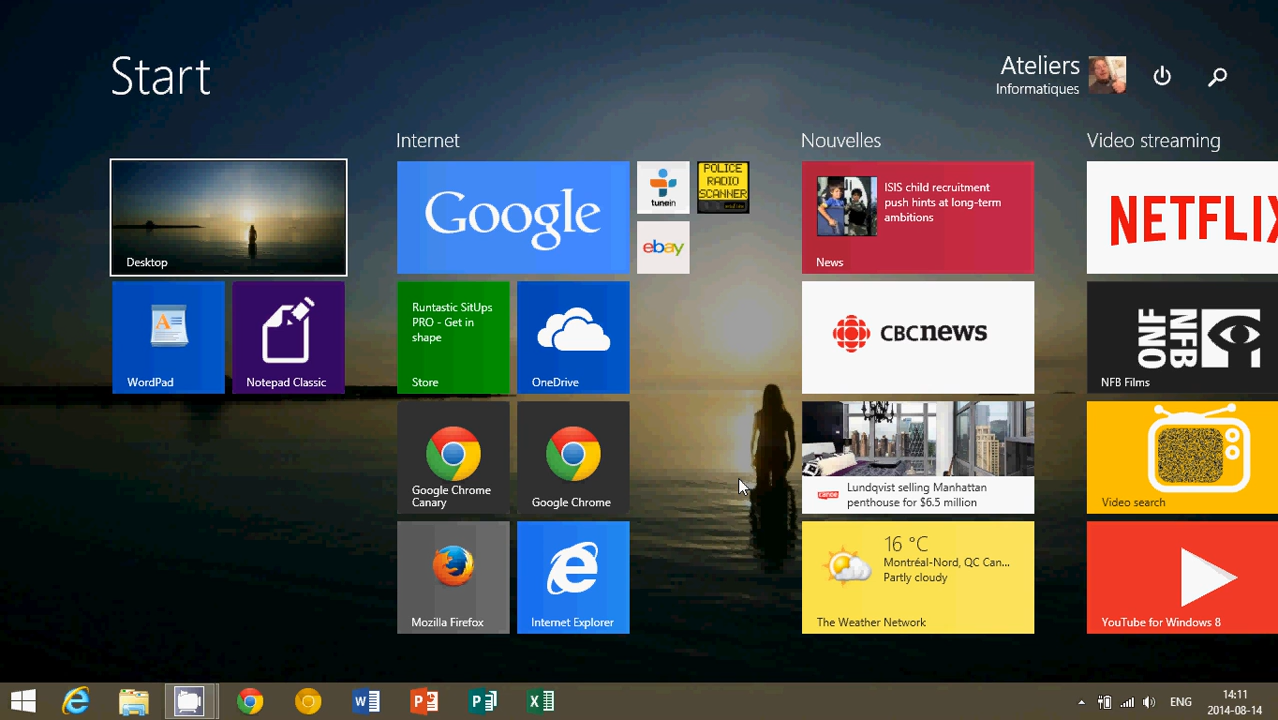 Start
Ateliers
Informatiques
Internet
Nouvelles
Video streaming
Desktop
WordPad
Notepad Classic
Google
tunein
POLICE
RADIO
SCANNER
ebay
Runtastic SitUps
PRO - Get in
shape
Store
OneDrive
Google Chrome
Canary
Google Chrome
Mozilla Firefox
Internet Explorer
ISIS child recruitment
push hints at long-term
ambitions
News
CBCnews
canoe
Lundqvist selling Manhattan
penthouse for $6.5 million
16 °C
Montréal-Nord, QC Can...
Partly cloudy
The Weather Network
NETFLIX
ONF
NFB
NFB Films
Video search
YouTube for Windows 8
ENG
14:11
2014-08-14